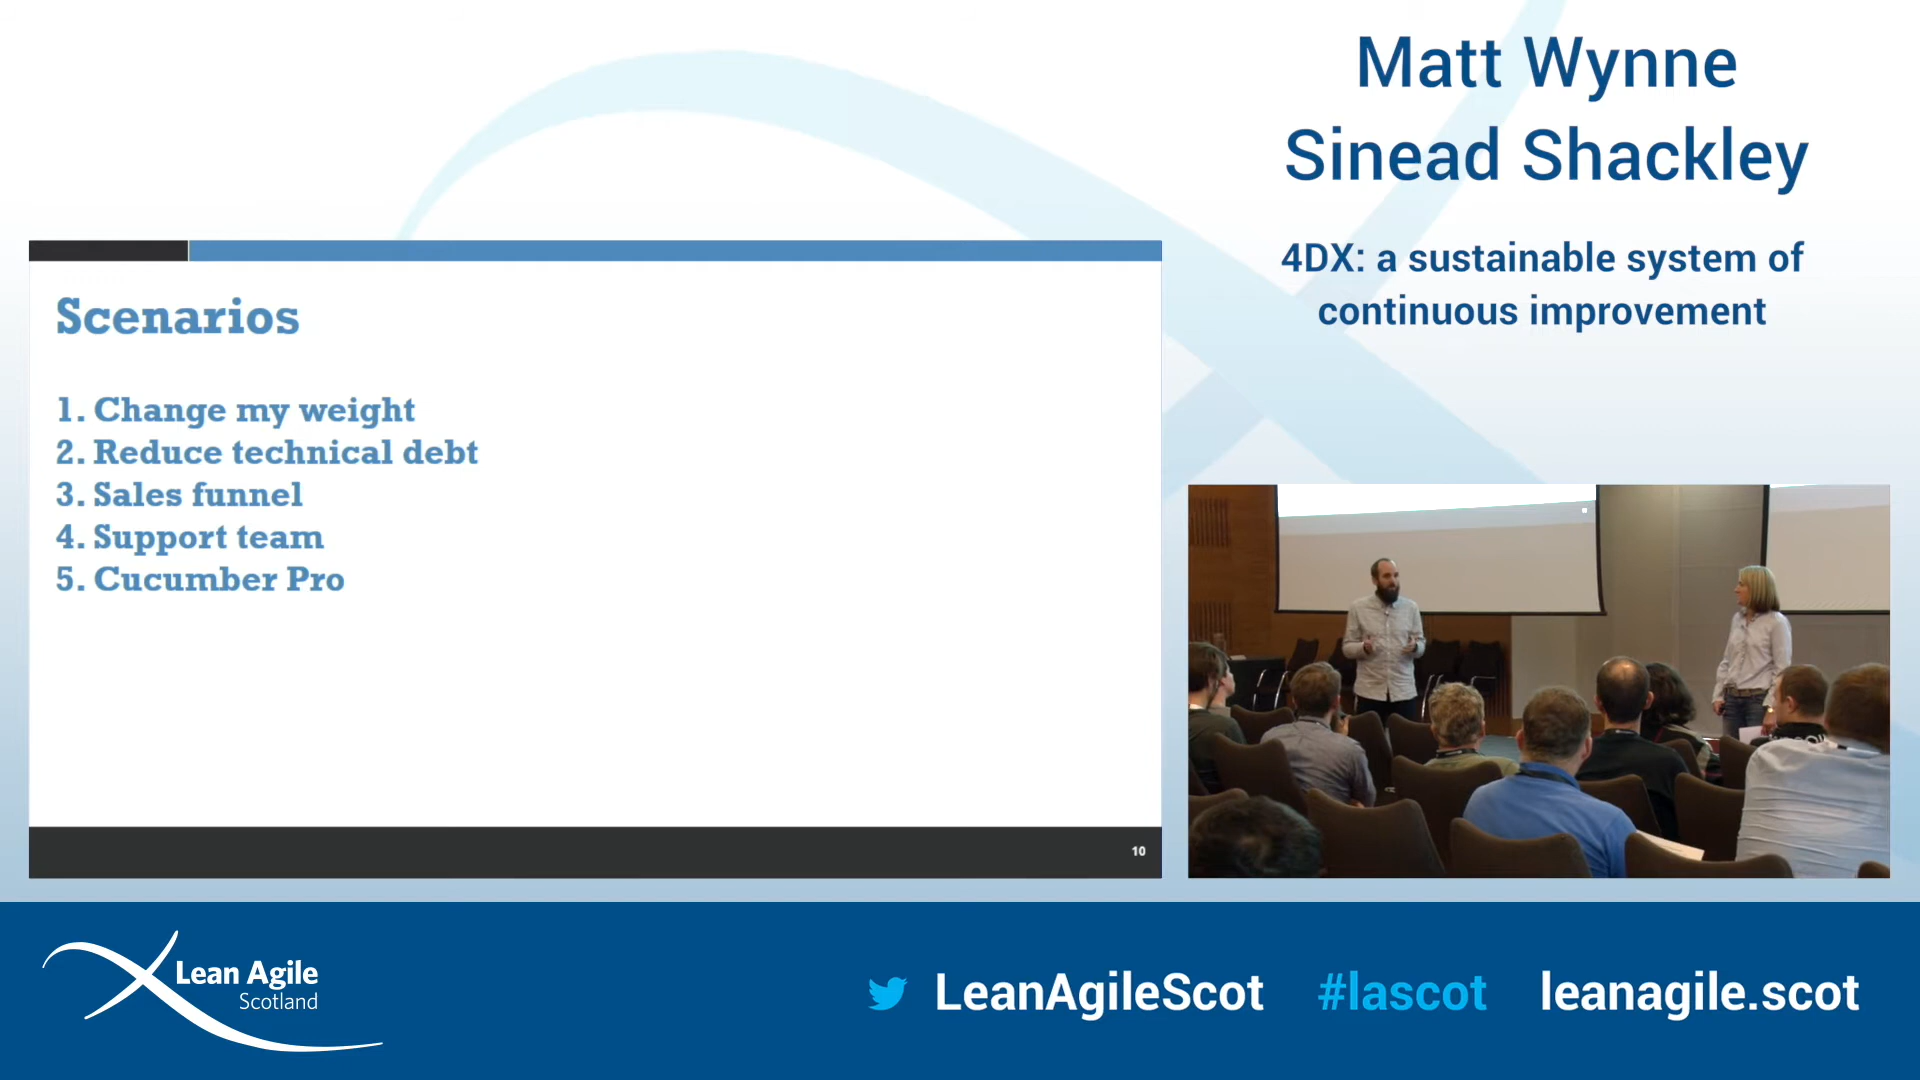 Matt Wynne
Sinead Shackley
4DX: a sustainable system of
continuous improvement
Scenarios
1. Change my weight
2. Reduce technical debt
3. Sales funnel
4. Support team
5. Cucumber Pro
10
Lean Agile
Scotland
LeanAgileScot #lascot leanagile.scot